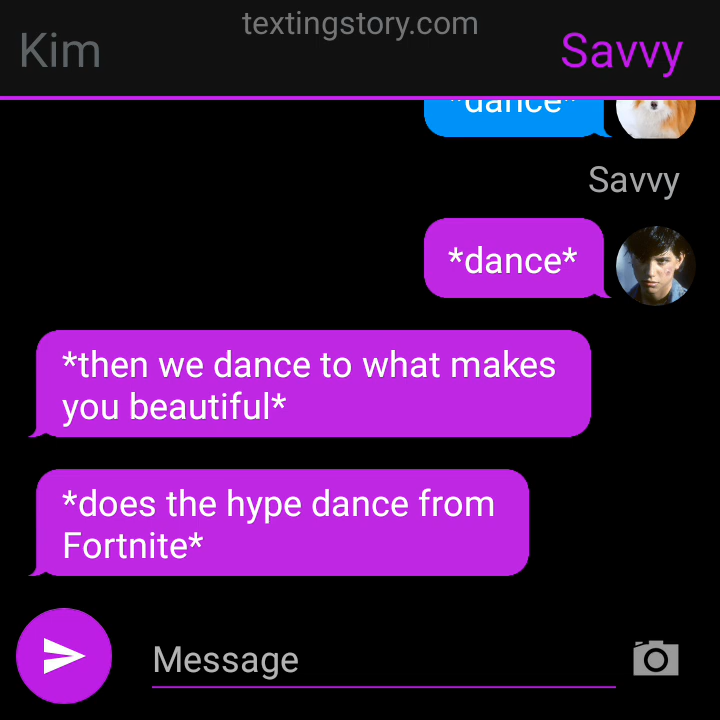 textingstory.com
Kim
Savvy
*dance*
Savvy
*dance*
*then we dance to what makes
you beautiful*
*does the hype dance from
Fortnite*
Message